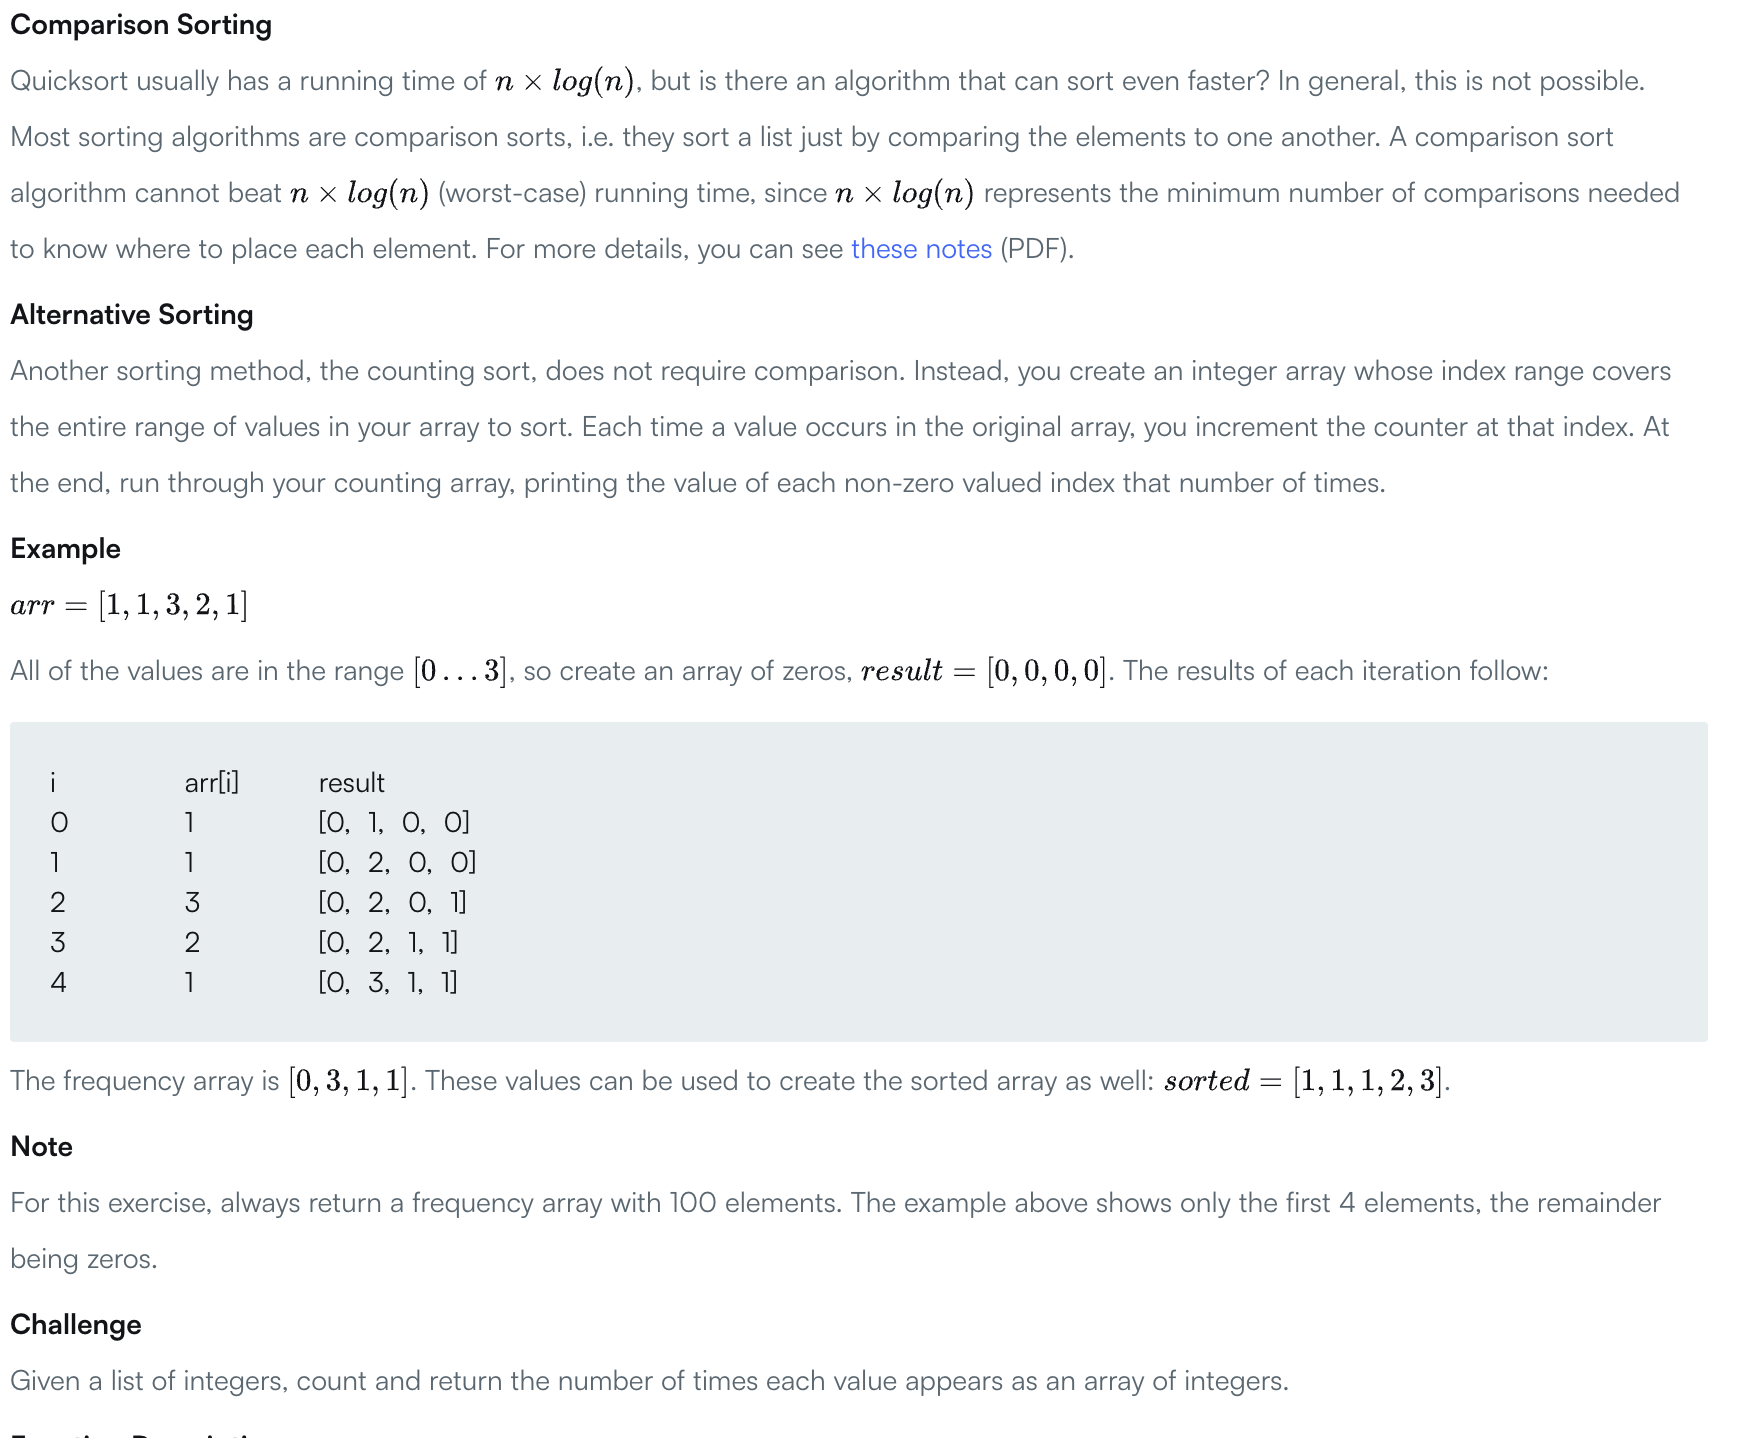 Comparison Sorting
Quicksort usually has a running time of n × log(n), but is there an algorithm that can sort even faster? In general, this is not possible.
Most sorting algorithms are comparison sorts, i.e. they sort a list just by comparing the elements to one another. A comparison sort
algorithm cannot beat n × log(n) (worst-case) running time, since n × log(n) represents the minimum number of comparisons needed
to know where to place each element. For more details, you can see these notes (PDF).
Alternative Sorting
Another sorting method, the counting sort, does not require comparison. Instead, you create an integer array whose index range covers
the entire range of values in your array to sort. Each time a value occurs in the original array, you increment the counter at that index. At
the end, run through your counting array, printing the value of each non-zero valued index that number of times.
Example
arr = [1, 1, 3, 2, 1]
All of the values are in the range [0 . . . 3], so create an array of zeros, result = [0, 0, 0, 0]. The results of each iteration follow:
i arr[i] result
0 1 [0, 1, 0, 0]
1 1 [0, 2, 0, 0]
2 3 [0, 2, 0, 1]
3 2 [0, 2, 1, 1]
4 1 [0, 3, 1, 1]
The frequency array is [0, 3, 1, 1]. These values can be used to create the sorted array as well: sorted = [1, 1, 1, 2, 3].
Note
For this exercise, always return a frequency array with 100 elements. The example above shows only the first 4 elements, the remainder
being zeros.
Challenge
Given a list of integers, count and return the number of times each value appears as an array of integers.